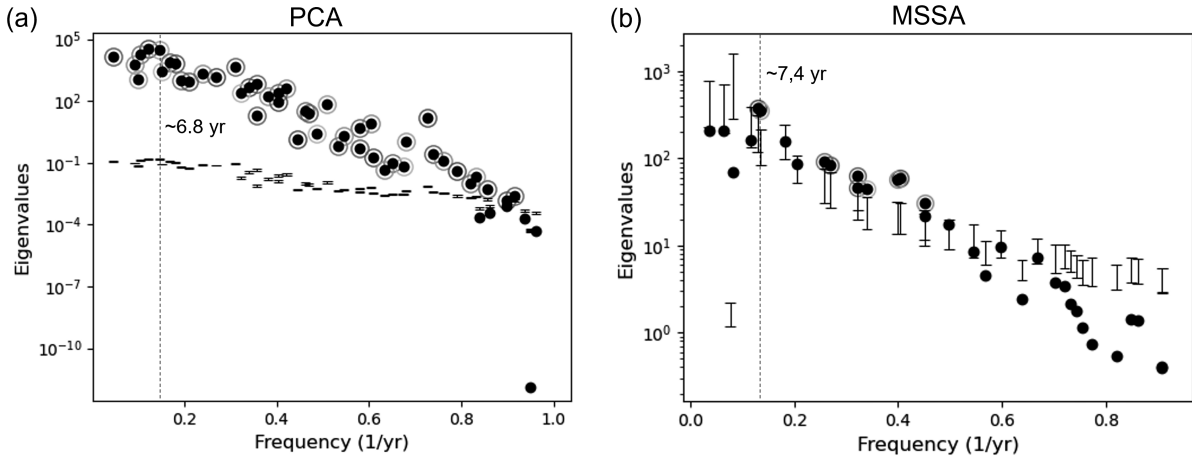 (a)
PCA
10^5
10^2
10^-1
10^-4
10^-7
10^-10
Eigenvalues
~6.8 yr
0.2
0.4
0.6
0.8
1.0
Frequency (1/yr)
(b)
MSSA
10^3
10^2
10^1
10^0
Eigenvalues
~7,4 yr
0.0
0.2
0.4
0.6
0.8
Frequency (1/yr)